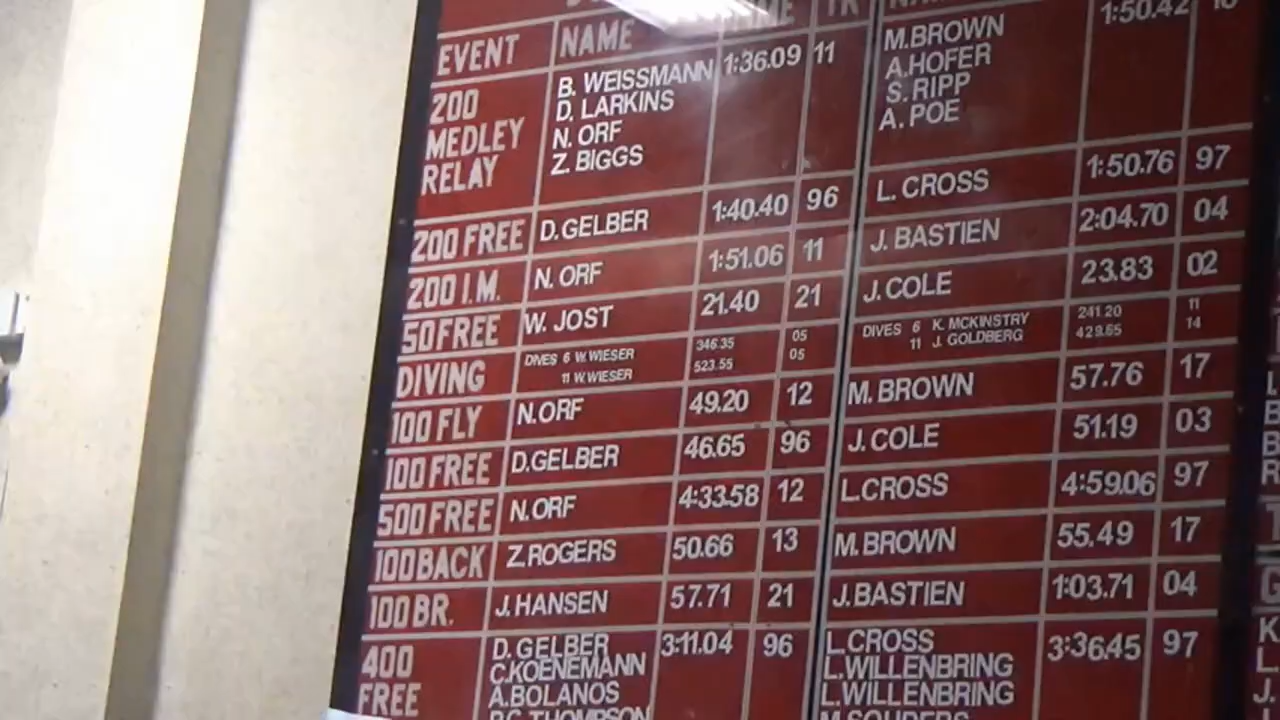 EVENT NAME TR
1:50.42
200 MEDLEY RELAY
B. WEISSMANN 1:36.09 11
D. LARKINS
N. ORF
Z. BIGGS
M.BROWN
A.HOFER
S. RIPP
A. POE
200 FREE D.GELBER 1:40.40 96 L. CROSS 1:50.76 97
200 I.M. N. ORF 1:51.06 11 J. BASTIEN 2:04.70 04
50 FREE W. JOST 21.40 21 J. COLE 23.83 02
DIVING DIVES 6 W.WIESER 346.35 05 DIVES 6 K. MCKINSTRY 241.20 11
11 W.WIESER 523.55 05 11 J. GOLDBERG 429.65 14
100 FLY N.ORF 49.20 12 M. BROWN 57.76 17
100 FREE D.GELBER 46.65 96 J. COLE 51.19 03
500 FREE N.ORF 4:33.58 12 L.CROSS 4:59.06 97
100 BACK Z.ROGERS 50.66 13 M. BROWN 55.49 17
100 BR. J.HANSEN 57.71 21 J.BASTIEN 1:03.71 04
400 FREE
D. GELBER 3:11.04 96 L.CROSS 3:36.45 97
C.KOENEMANN L.WILLENBRING
A.BOLANOS L.WILLENBRING
THOMPSON M SOUDERS